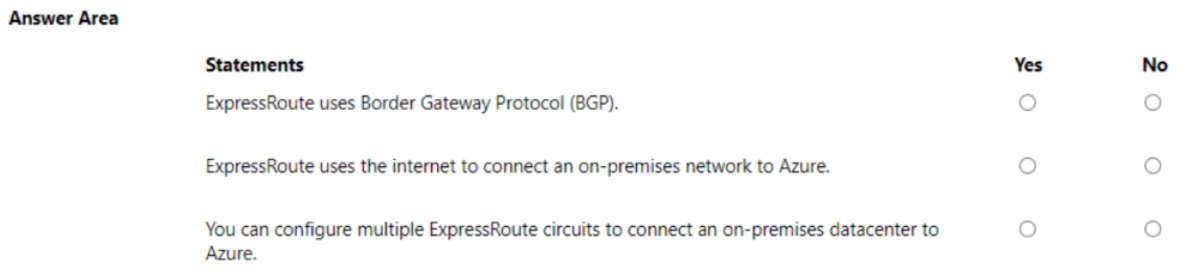 Answer Area
Statements Yes No
ExpressRoute uses Border Gateway Protocol (BGP).
ExpressRoute uses the internet to connect an on-premises network to Azure.
You can configure multiple ExpressRoute circuits to connect an on-premises datacenter to
Azure.